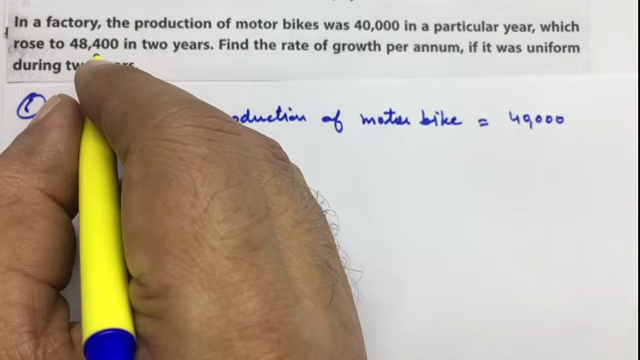 In a factory, the production of motor bikes was 40,000 in a particular year, which
rose to 48,400 in two years. Find the rate of growth per annum, if it was uniform
during
oduction of motor bike = 40000